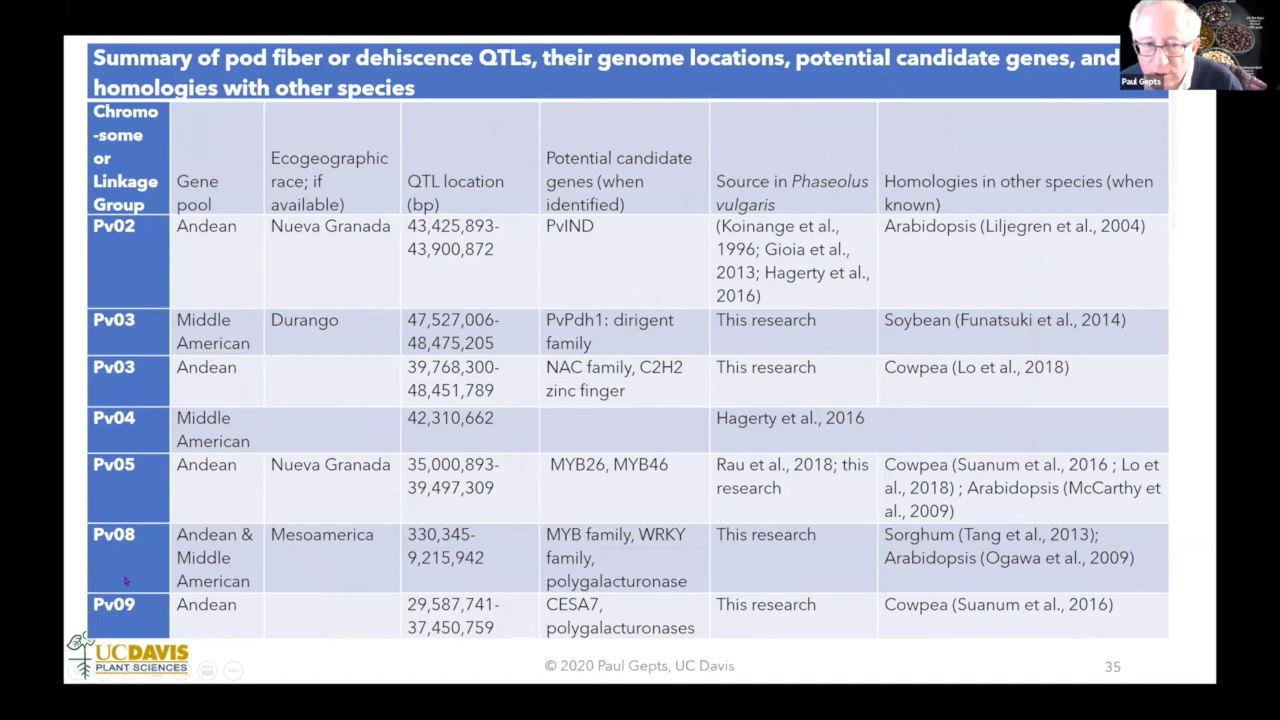 Summary of pod fiber or dehiscence QTLs, their genome locations, potential candidate genes, and
homologies with other species
Chromo
-some
or
Linkage
Group
Gene
pool
Ecogeographic
race; if
available)
QTL location
(bp)
Potential candidate
genes (when
identified)
Source in Phaseolus
vulgaris
Homologies in other species (when
known)
Pv02
Andean
Nueva Granada
43,425,893-
43,900,872
PvIND
(Koinange et al.,
1996; Gioia et al.,
2013; Hagerty et al.,
2016)
Arabidopsis (Liljegren et al., 2004)
Pv03
Middle
American
Durango
47,527,006-
48,475,205
PvPdh1: dirigent
family
This research
Soybean (Funatsuki et al., 2014)
Pv03
Andean
39,768,300-
48,451,789
NAC family, C2H2
zinc finger
This research
Cowpea (Lo et al., 2018)
Pv04
Middle
American
42,310,662
Hagerty et al., 2016
Pv05
Andean
Nueva Granada
35,000,893-
39,497,309
MYB26, MYB46
Rau et al., 2018; this
research
Cowpea (Suanum et al., 2016 ; Lo et
al., 2018) ; Arabidopsis (McCarthy et
al., 2009)
Pv08
Andean &
Middle
American
Mesoamerica
330,345-
9,215,942
MYB family, WRKY
family,
polygalacturonase
This research
Sorghum (Tang et al., 2013);
Arabidopsis (Ogawa et al., 2009)
Pv09
Andean
29,587,741-
37,450,759
CESA7,
polygalacturonases
This research
Cowpea (Suanum et al., 2016)
UCDAVIS
PLANT SCIENCES
© 2020 Paul Gepts, UC Davis
35
Paul Gepts